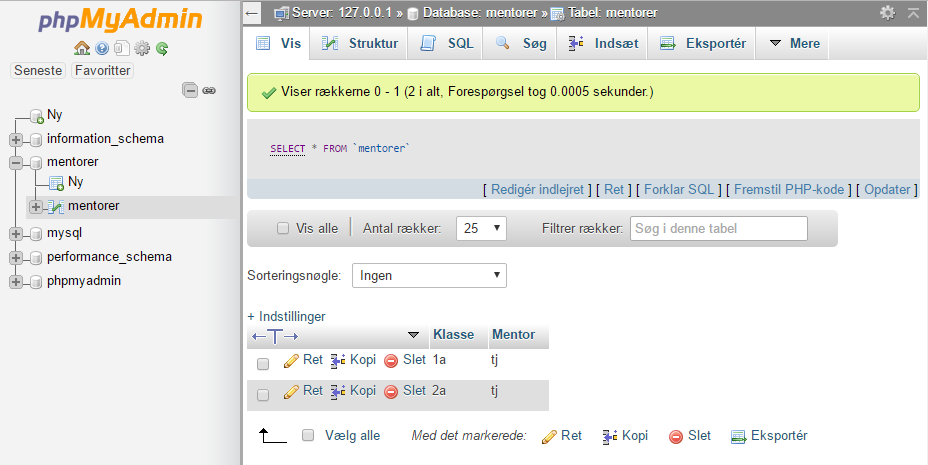 phpMyAdmin
Seneste Favoritter
Ny
information_schema
mentorer
Ny
mentorer
mysql
performance_schema
phpmyadmin
Server: 127.0.0.1 » Database: mentorer » Tabel: mentorer
Vis Struktur SQL Søg Indsæt Eksportér Mere
Viser rækkerne 0 - 1 (2 i alt, Forespørgsel tog 0.0005 sekunder.)
SELECT * FROM `mentorer`
[ Redigér indlejret ] [ Ret ] [ Forklar SQL ] [ Fremstil PHP-kode ] [ Opdater ]
Vis alle Antal rækker: 25 Filtrer rækker: Søg i denne tabel
Sorteringsnøgle: Ingen
+ Indstillinger
Klasse Mentor
Ret Kopi Slet 1a tj
Ret Kopi Slet 2a tj
Vælg alle Med det markerede: Ret Kopi Slet Eksportér